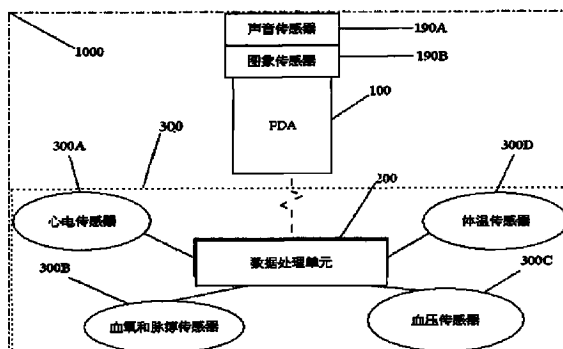 声音传感器
190A
1000
图象传感器
190B
PDA
100
300
300A
300D
200
心电传感器
体温传感器
数据处理单元
300B
300C
血氧和脉搏传感器
血压传感器